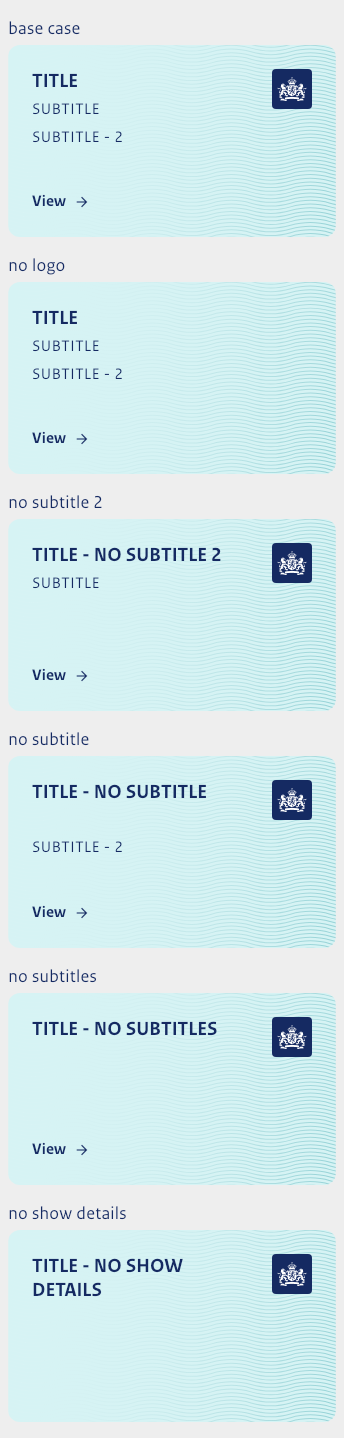 base case
TITLE
SUBTITLE
SUBTITLE - 2
View
no logo
TITLE
SUBTITLE
SUBTITLE - 2
View
no subtitle 2
TITLE - NO SUBTITLE 2
SUBTITLE
View
no subtitle
TITLE - NO SUBTITLE
SUBTITLE - 2
View
no subtitles
TITLE - NO SUBTITLES
View
no show details
TITLE - NO SHOW
DETAILS